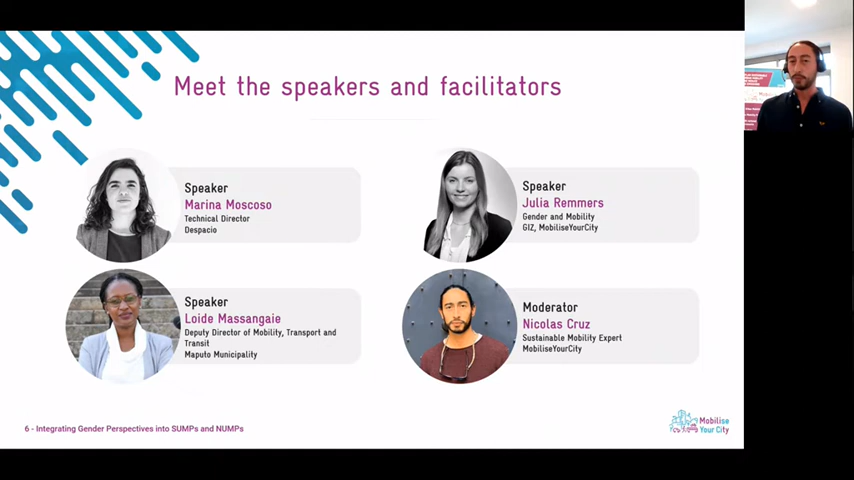 Meet the speakers and facilitators
Speaker
Marina Moscoso
Technical Director
Despacio
Speaker
Julia Remmers
Gender and Mobility
GIZ, MobiliseYourCity
Speaker
Loide Massangaie
Deputy Director of Mobility, Transport and
Transit
Maputo Municipality
Moderator
Nicolas Cruz
Sustainable Mobility Expert
MobiliseYourCity
6 - Integrating Gender Perspectives into SUMPs and NUMPs
Mobilise
Your City